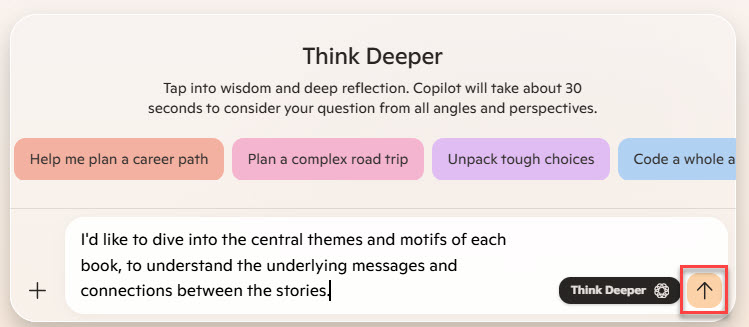 Think Deeper
Tap into wisdom and deep reflection. Copilot will take about 30
seconds to consider your question from all angles and perspectives.
Help me plan a career path
Plan a complex road trip
Unpack tough choices
Code a whole a
I'd like to dive into the central themes and motifs of each
book, to understand the underlying messages and
connections between the stories.
Think Deeper